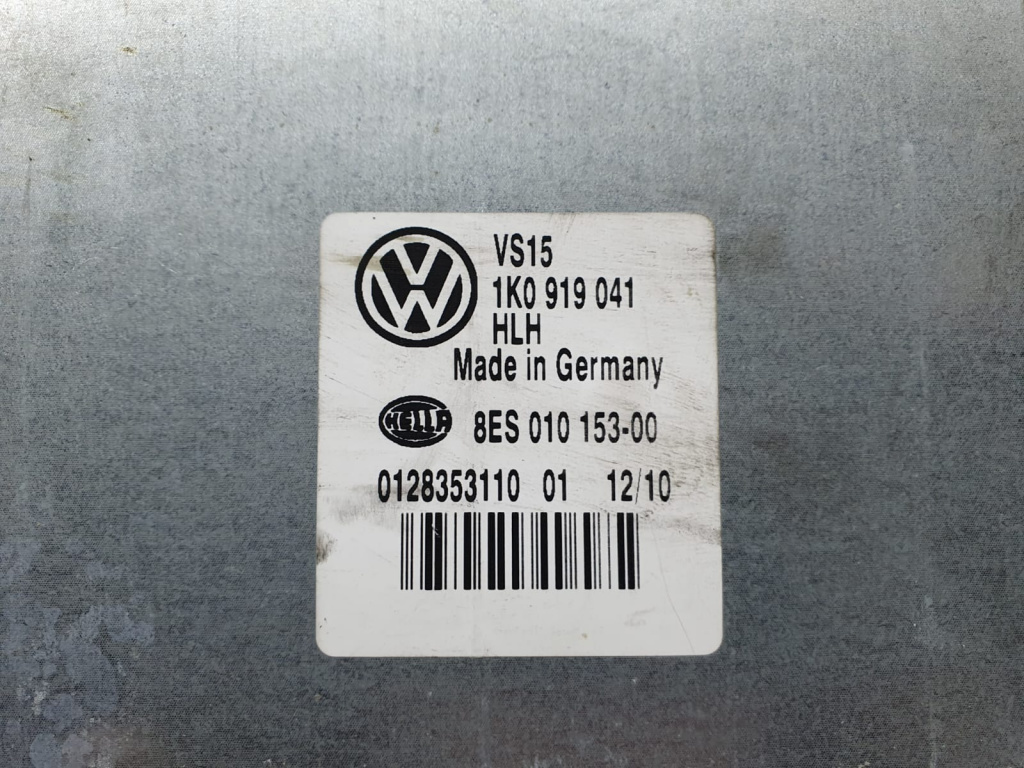 VS15
1K0 919 041
HLH
Made in Germany
HELLA 8ES 010 153-00
0128353110 01 12/10